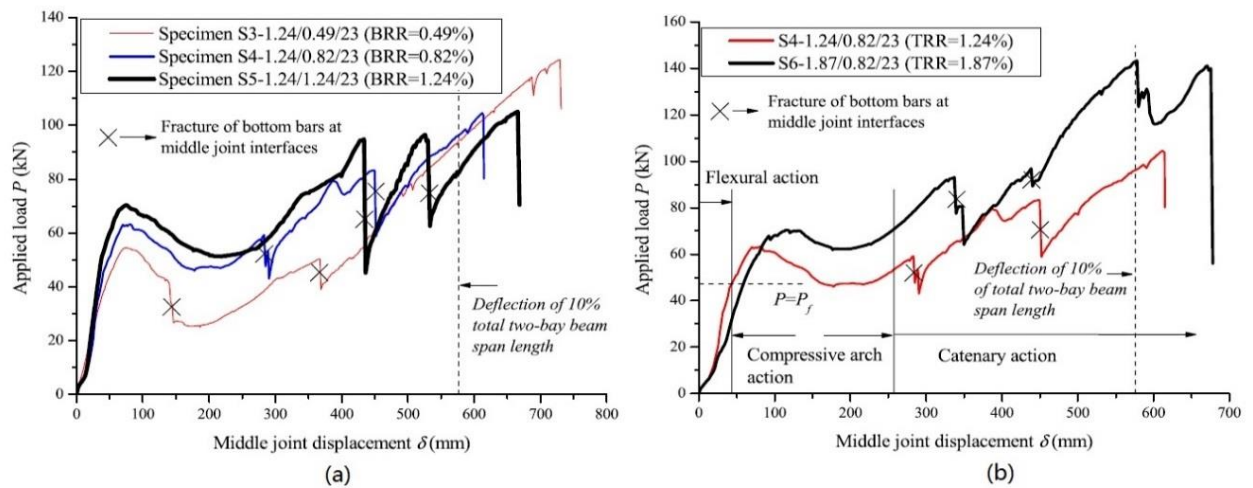 140
120
100
80
60
40
20
0
Applied load P (kN)
Specimen S3-1.24/0.49/23 (BRR=0.49%)
Specimen S4-1.24/0.82/23 (BRR=0.82%)
Specimen S5-1.24/1.24/23 (BRR=1.24%)
Fracture of bottom bars at
middle joint interfaces
Deflection of 10%
total two-bay beam
span length
0 100 200 300 400 500 600 700 800
Middle joint displacement δ (mm)
(a)
160
140
120
100
80
60
40
20
0
Applied load P (kN)
S4-1.24/0.82/23 (TRR=1.24%)
S6-1.87/0.82/23 (TRR=1.87%)
Fracture of bottom bars at
middle joint interfaces
Flexural action
P=Pf
Deflection of 10%
of total two-bay beam
span length
Compressive arch
action
Catenary action
0 100 200 300 400 500 600 700
Middle joint displacement δ (mm)
(b)